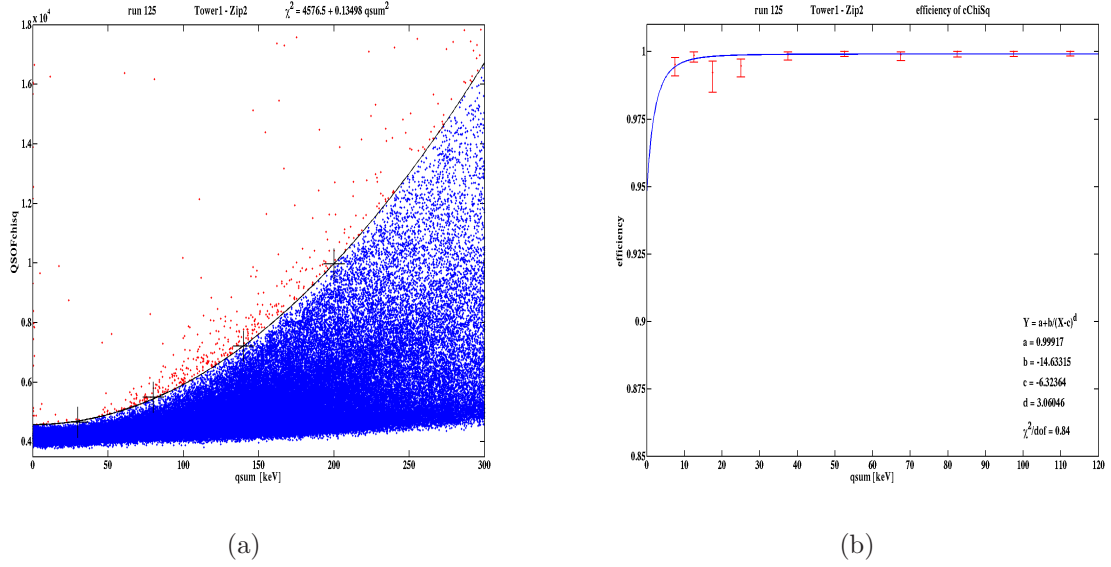 run 125 Tower1 - Zip2 χ² = 4576.5 + 0.13498 qsum²
1.8 x 10⁴
1.6
1.4
1.2
1
0.8
0.6
0.4
QSOFchisq
0 50 100 150 200 250 300
qsum [keV]
(a)
run 125 Tower1 - Zip2 efficiency of cChiSq
1
0.975
0.95
0.925
0.9
0.875
0.85
efficiency
Y = a+b/(X-c)^d
a = 0.99917
b = -14.63315
c = -6.32364
d = 3.06046
χ²/dof = 0.84
0 10 20 30 40 50 60 70 80 90 100 110 120
qsum [keV]
(b)